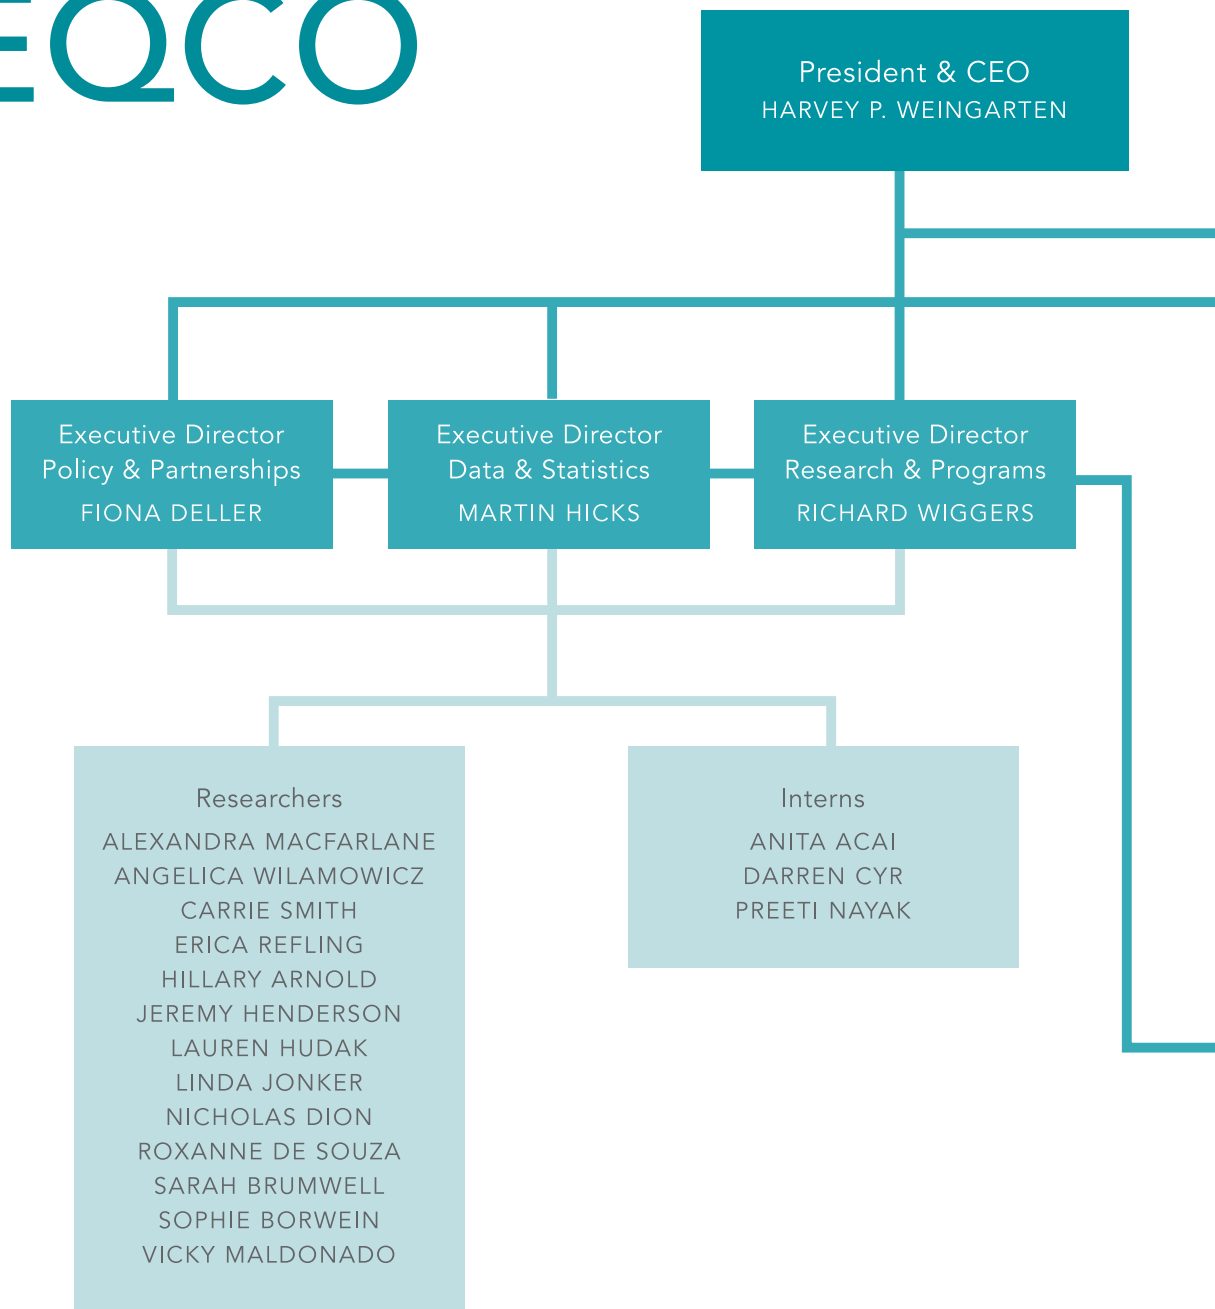 EQCO
President & CEO
HARVEY P. WEINGARTEN
Executive Director
Policy & Partnerships
FIONA DELLER
Executive Director
Data & Statistics
MARTIN HICKS
Executive Director
Research & Programs
RICHARD WIGGERS
Researchers
ALEXANDRA MACFARLANE
ANGELICA WILAMOWICZ
CARRIE SMITH
ERICA REFLING
HILLARY ARNOLD
JEREMY HENDERSON
LAUREN HUDAK
LINDA JONKER
NICHOLAS DION
ROXANNE DE SOUZA
SARAH BRUMWELL
SOPHIE BORWEIN
VICKY MALDONADO
Interns
ANITA ACAI
DARREN CYR
PREETI NAYAK